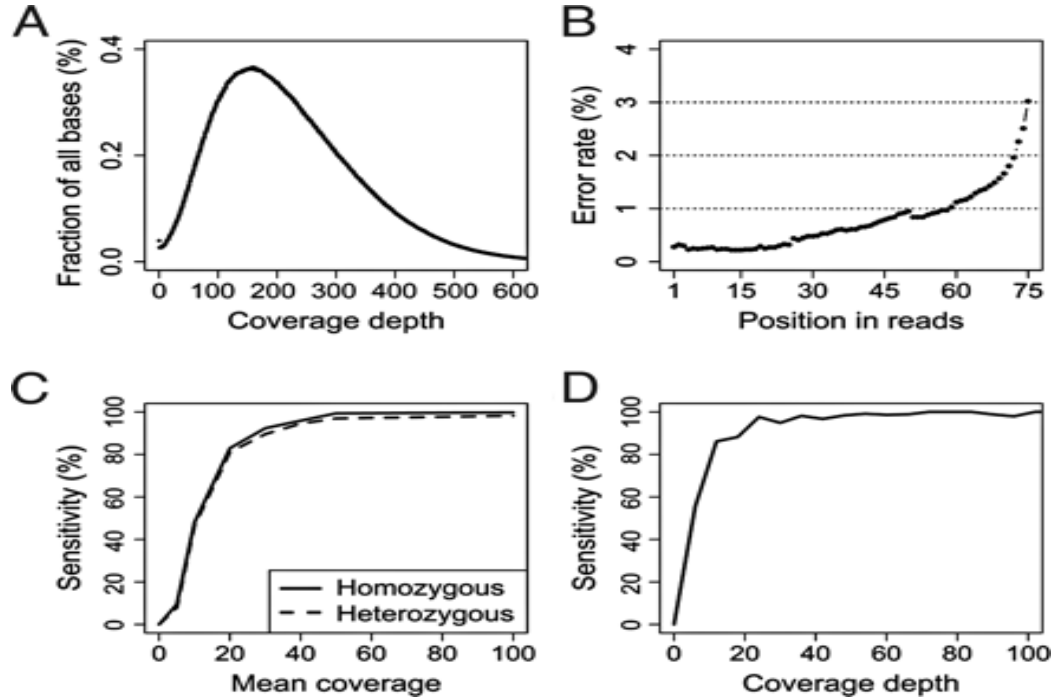 A
Fraction of all bases (%)
0.0 0.2 0.4
0 100 200 300 400 500 600
Coverage depth
B
Error rate (%)
0 1 2 3 4
1 15 30 45 60 75
Position in reads
C
Sensitivity (%)
0 20 40 60 80 100
Homozygous
Heterozygous
0 20 40 60 80 100
Mean coverage
D
Sensitivity (%)
0 20 40 60 80 100
0 20 40 60 80 100
Coverage depth